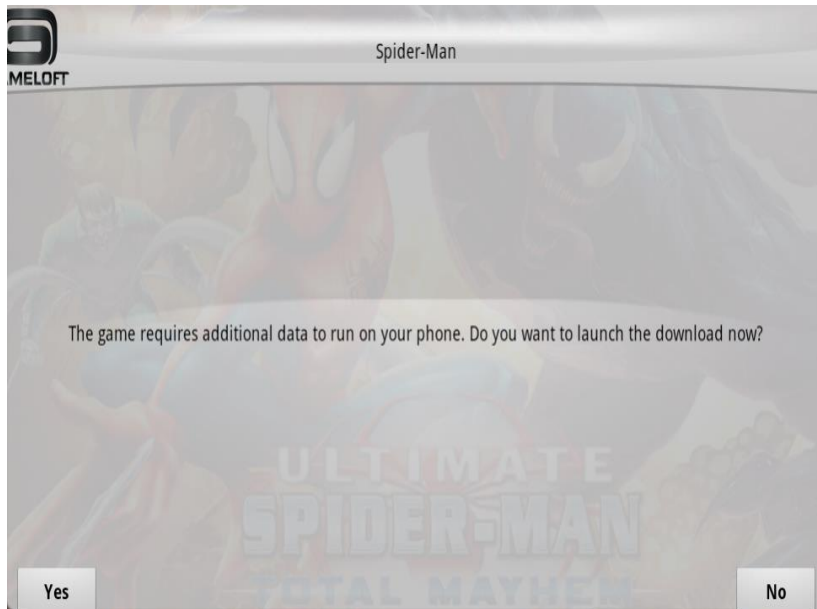 Spider-Man
AMELOFT
The game requires additional data to run on your phone. Do you want to launch the download now?
ULTIMATE
SPIDER-MAN
TOTAL MAYHEM
Yes
No